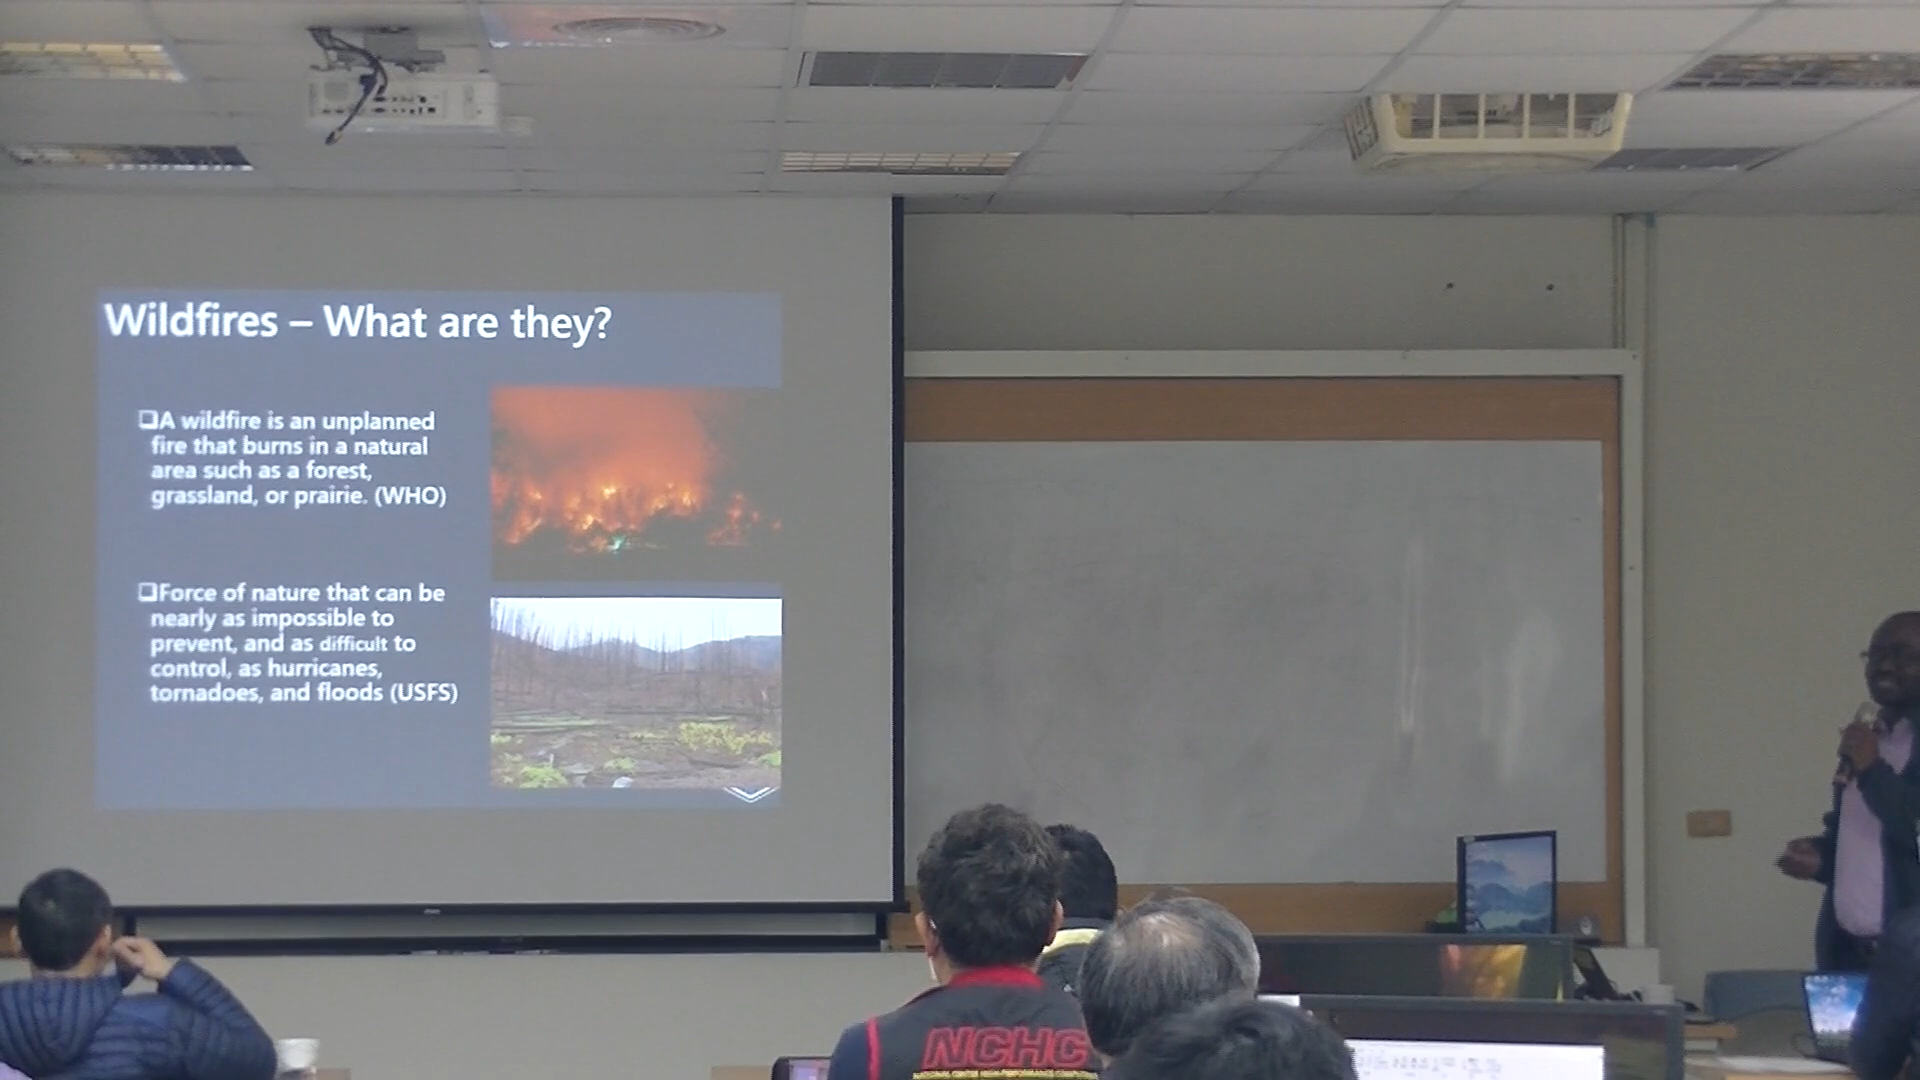 Wildfires – What are they?
❑A wildfire is an unplanned
fire that burns in a natural
area such as a forest,
grassland, or prairie. (WHO)
❑Force of nature that can be
nearly as impossible to
prevent, and as difficult to
control, as hurricanes,
tornadoes, and floods (USFS)
NCHC